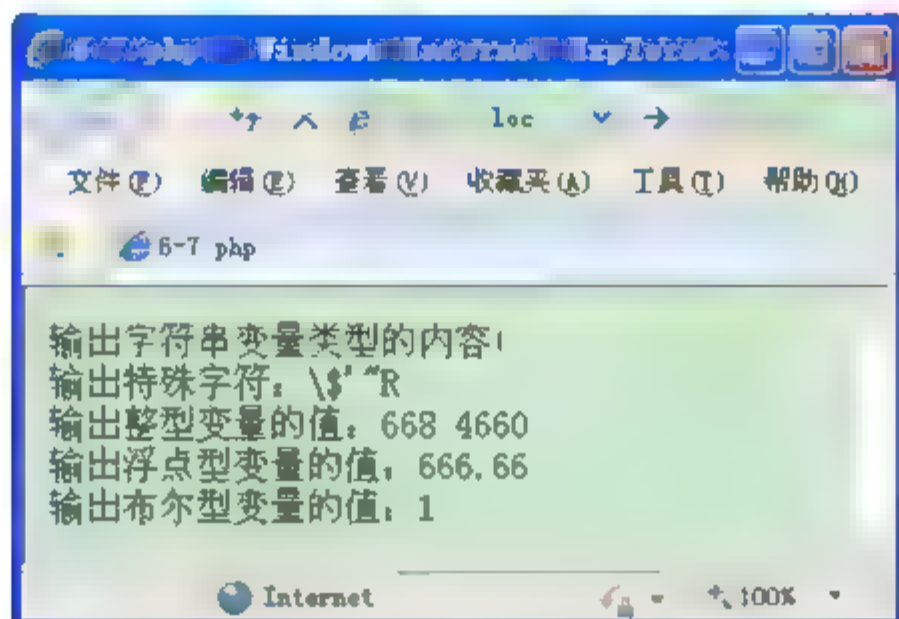 loc
文件(F) 编辑(E) 查看(V) 收藏夹(A) 工具(T) 帮助(H)
6-7 php
输出字符串变量类型的内容!
输出特殊字符: \$'"R
输出整型变量的值: 668 4660
输出浮点型变量的值: 666.66
输出布尔型变量的值: 1
Internet 100%